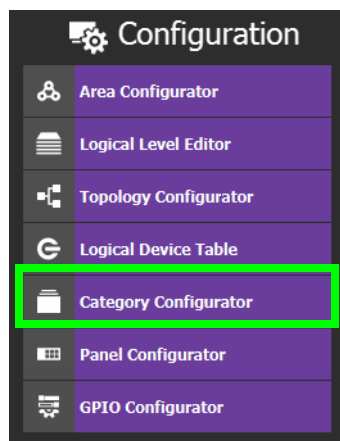 Configuration
Area Configurator
Logical Level Editor
Topology Configurator
Logical Device Table
Category Configurator
Panel Configurator
GPIO Configurator